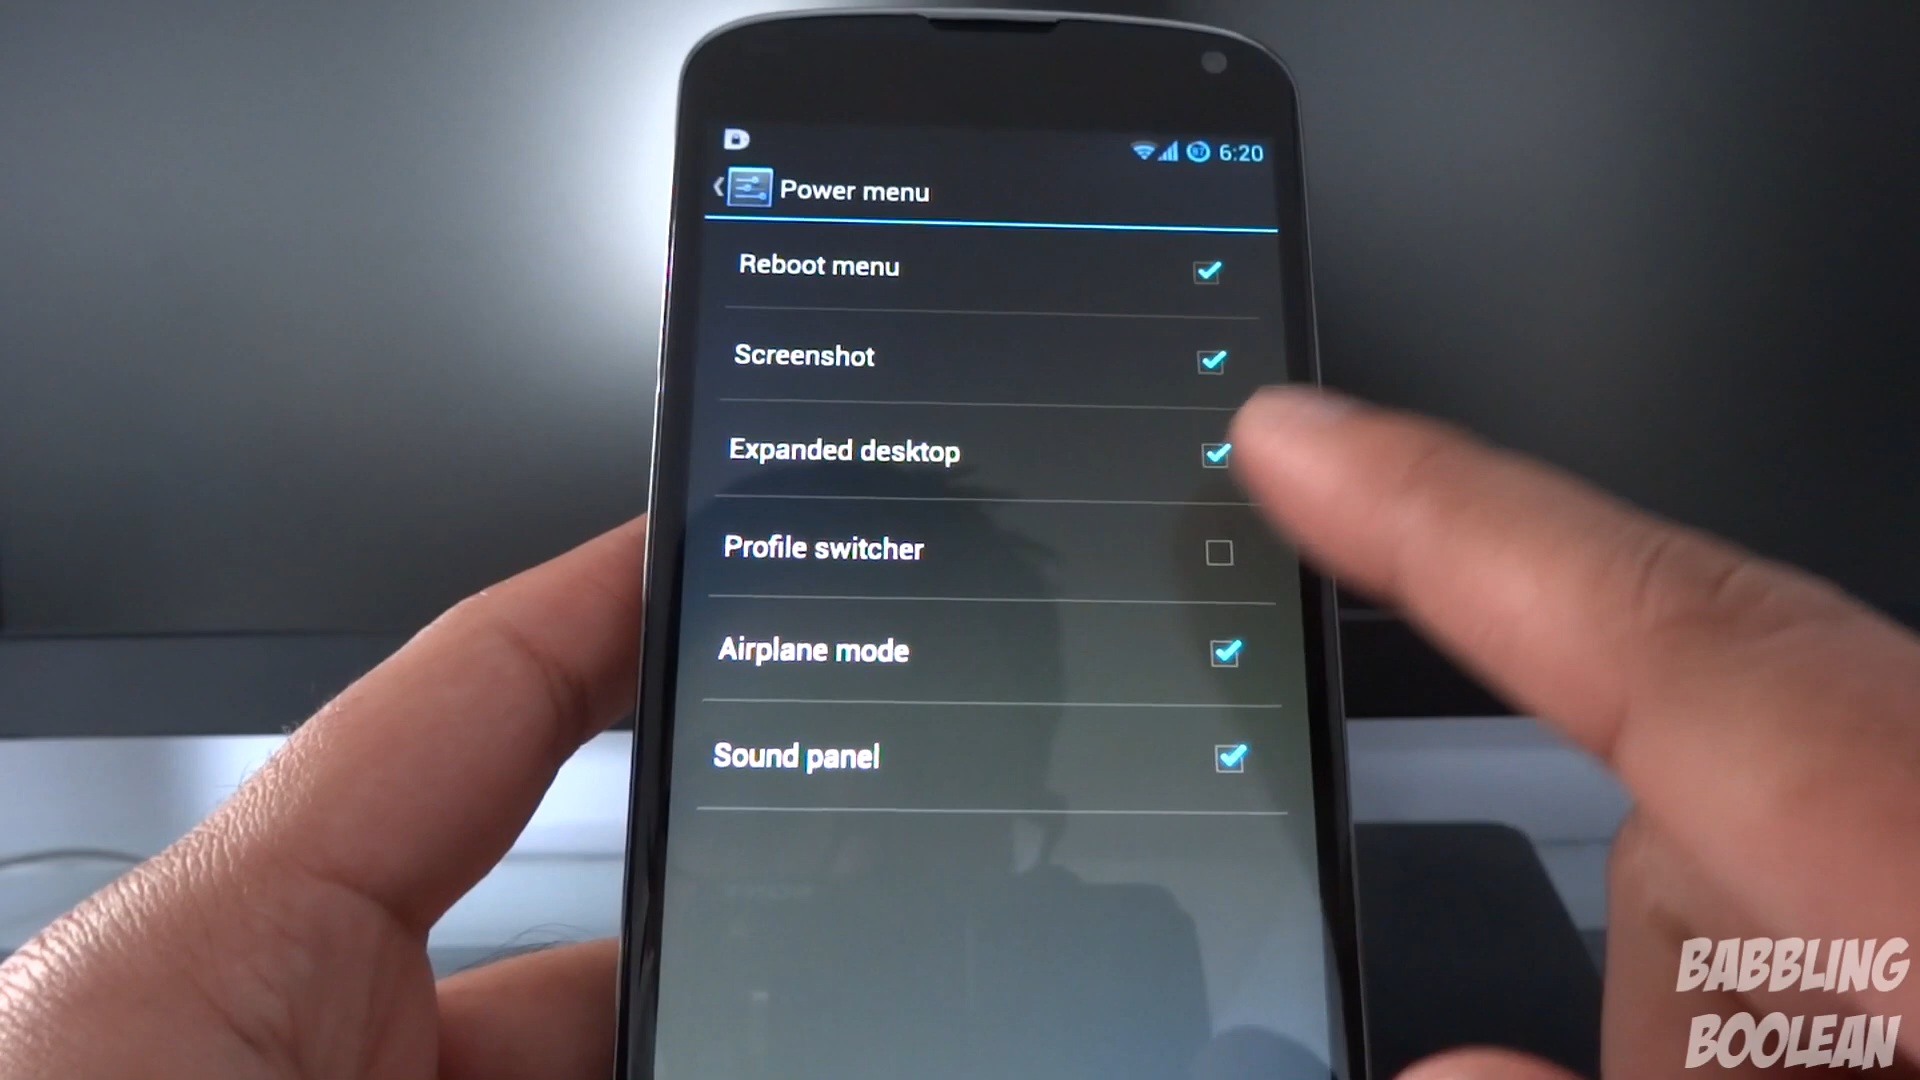 6:20
Power menu
Reboot menu
Screenshot
Expanded desktop
Profile switcher
Airplane mode
Sound panel
BABBLING
BOOLEAN